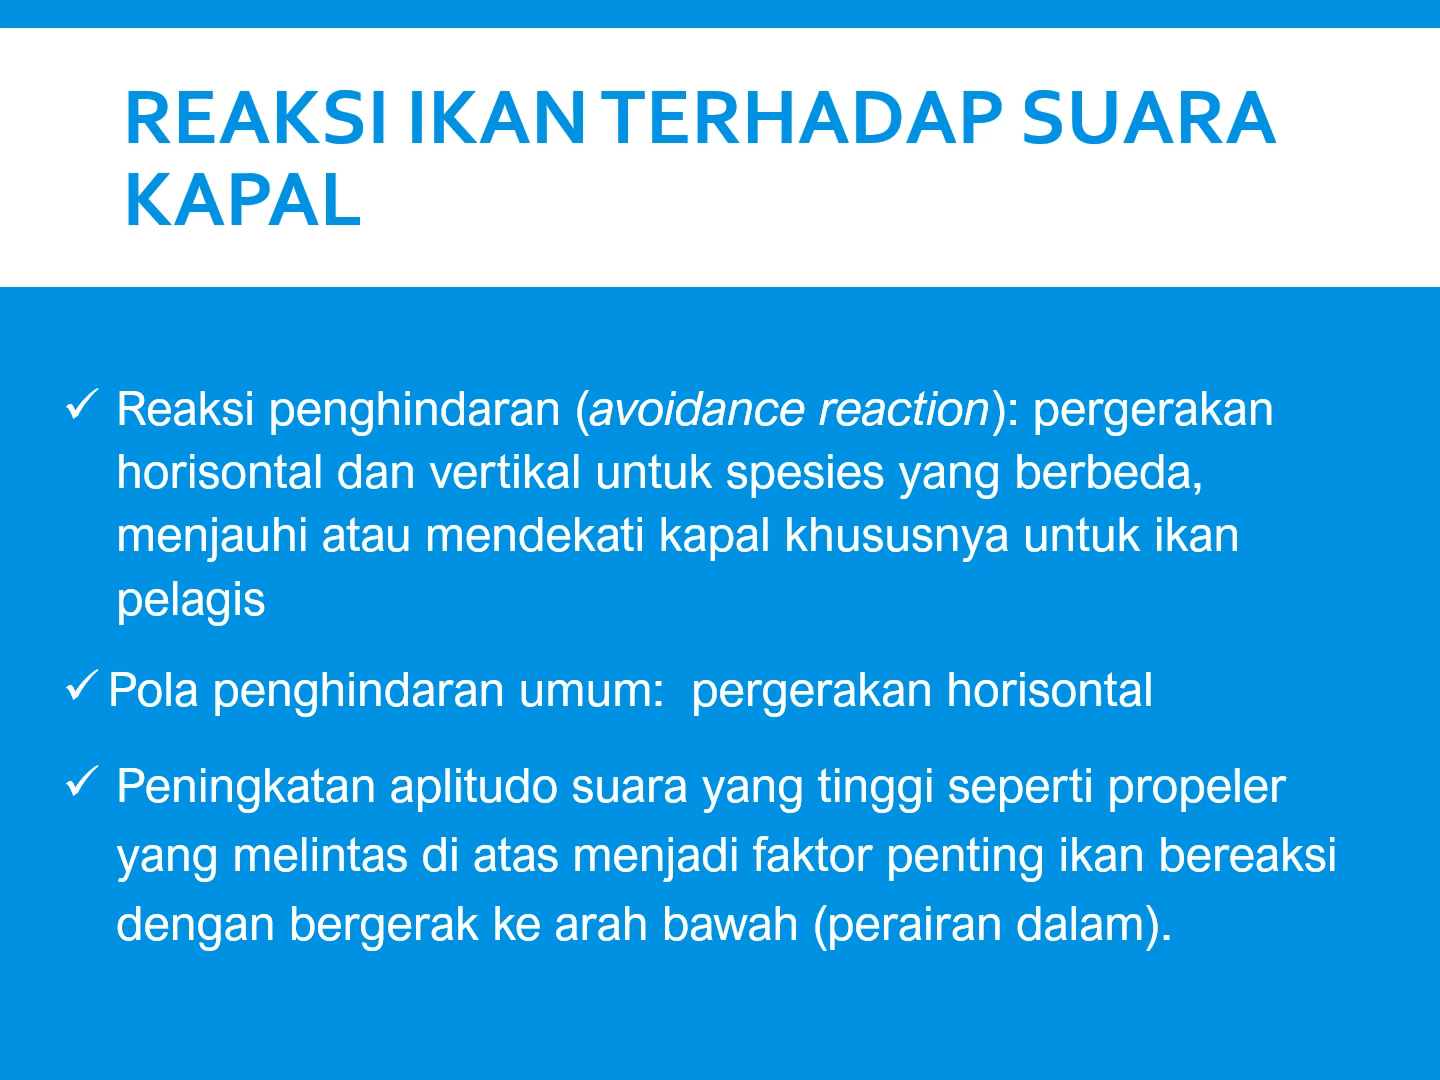 REAKSI IKAN TERHADAP SUARA
KAPAL
✓ Reaksi penghindaran (avoidance reaction): pergerakan
horisontal dan vertikal untuk spesies yang berbeda,
menjauhi atau mendekati kapal khususnya untuk ikan
pelagis
✓ Pola penghindaran umum:  pergerakan horisontal
✓ Peningkatan aplitudo suara yang tinggi seperti propeler
yang melintas di atas menjadi faktor penting ikan bereaksi
dengan bergerak ke arah bawah (perairan dalam).